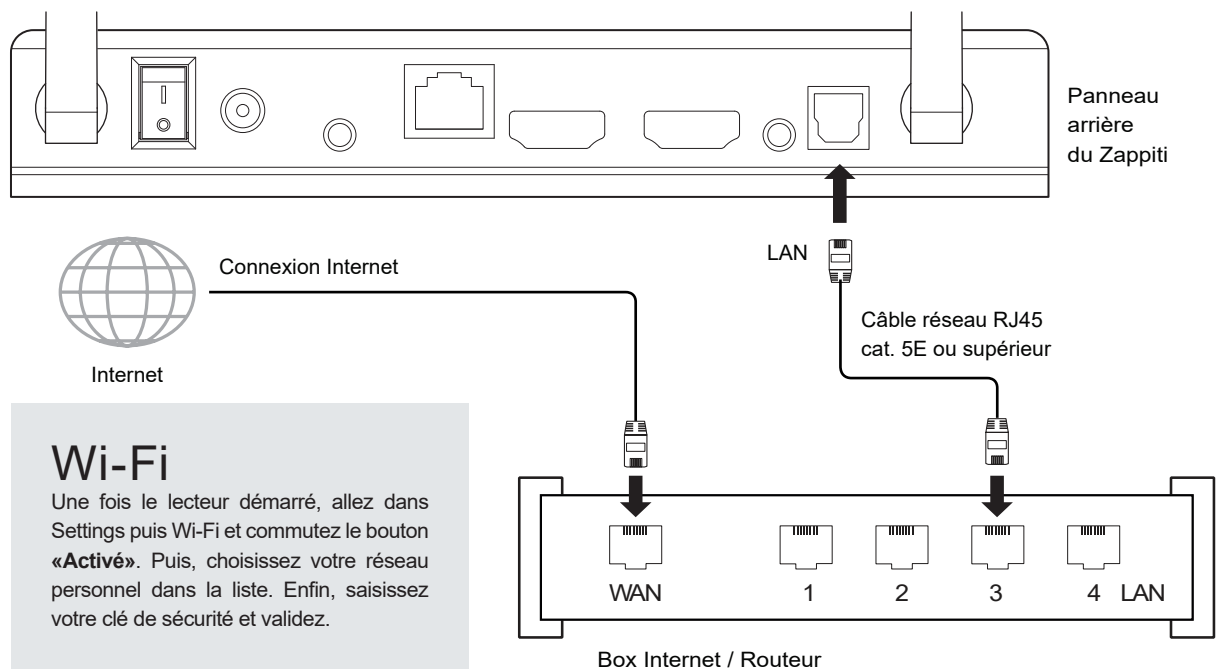 Panneau
arrière
du Zappiti
LAN
Connexion Internet
Câble réseau RJ45
cat. 5E ou supérieur
Internet
Wi-Fi
Une fois le lecteur démarré, allez dans
Settings puis Wi-Fi et commutez le bouton
«Activé». Puis, choisissez votre réseau
personnel dans la liste. Enfin, saisissez
votre clé de sécurité et validez.
WAN 1 2 3 4 LAN
Box Internet / Routeur